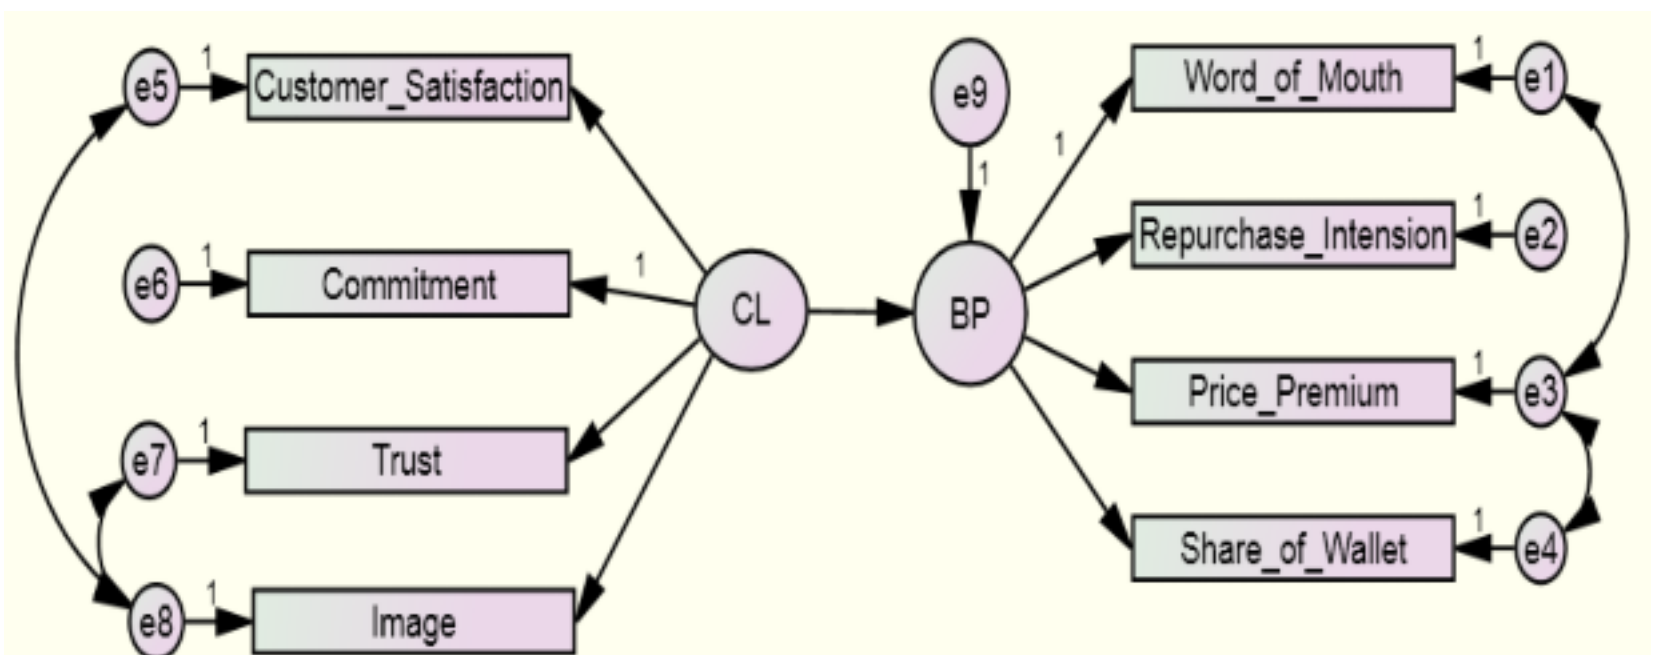 e5 1 Customer_Satisfaction
e6 1 Commitment 1
e7 1 Trust
e8 1 Image
CL
e9
1
BP
1
Word_of_Mouth 1 e1
Repurchase_Intension 1 e2
Price_Premium 1 e3
Share_of_Wallet 1 e4